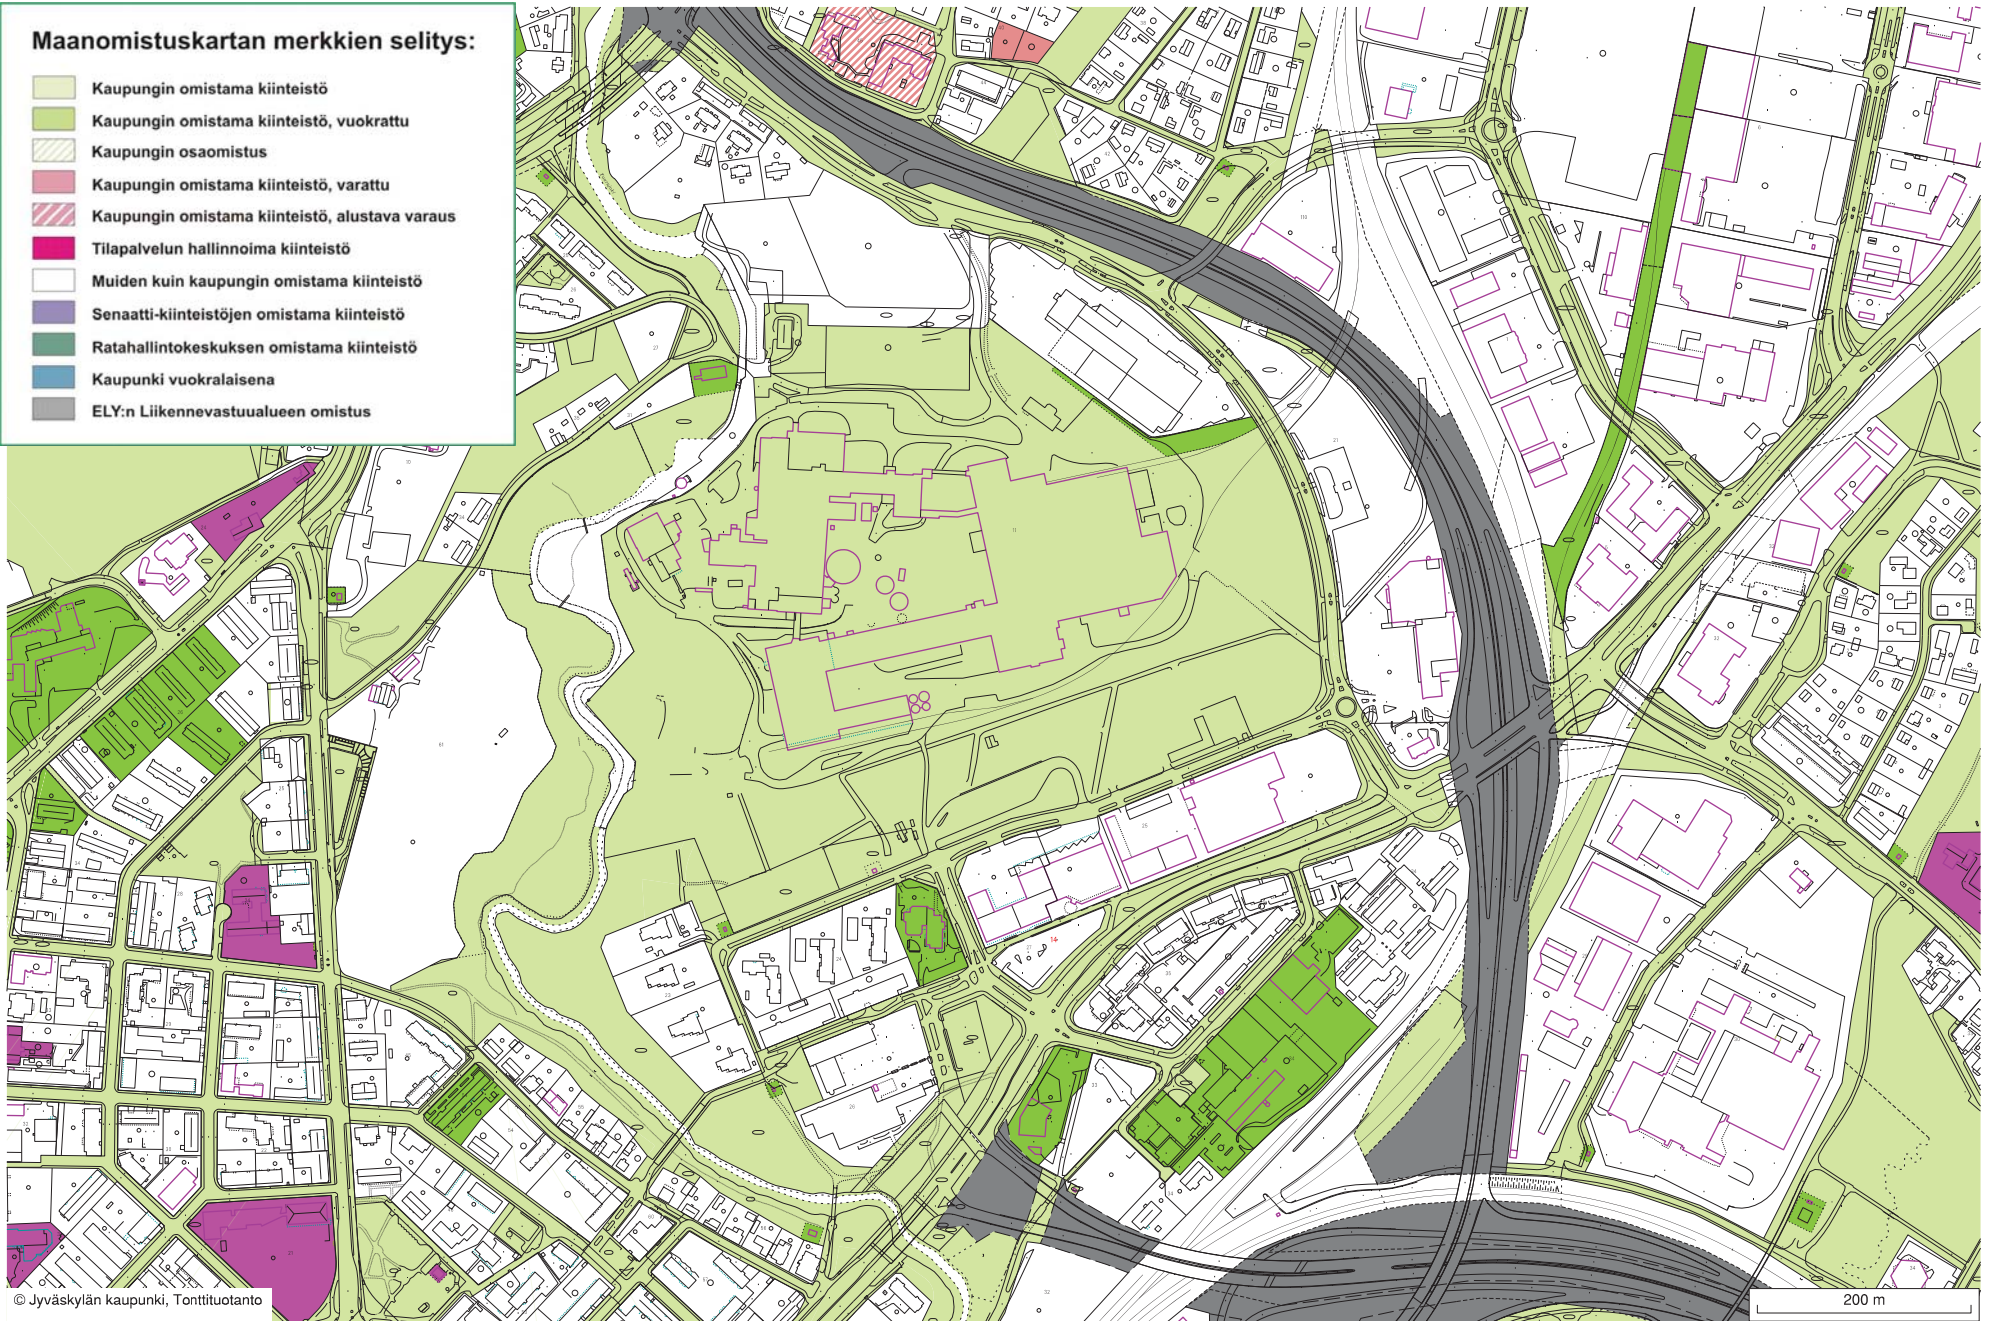 Maanomistuskartan merkkien selitys:
Kaupungin omistama kiinteistö
Kaupungin omistama kiinteistö, vuokrattu
Kaupungin osaomistus
Kaupungin omistama kiinteistö, varattu
Kaupungin omistama kiinteistö, alustava varaus
Tilapalvelun hallinnoima kiinteistö
Muiden kuin kaupungin omistama kiinteistö
Senaatti-kiinteistöjen omistama kiinteistö
Ratahallintokeskuksen omistama kiinteistö
Kaupunki vuokralaisena
ELY:n Liikennevastuualueen omistus
© Jyväskylän kaupunki, Tonttituotanto
200 m